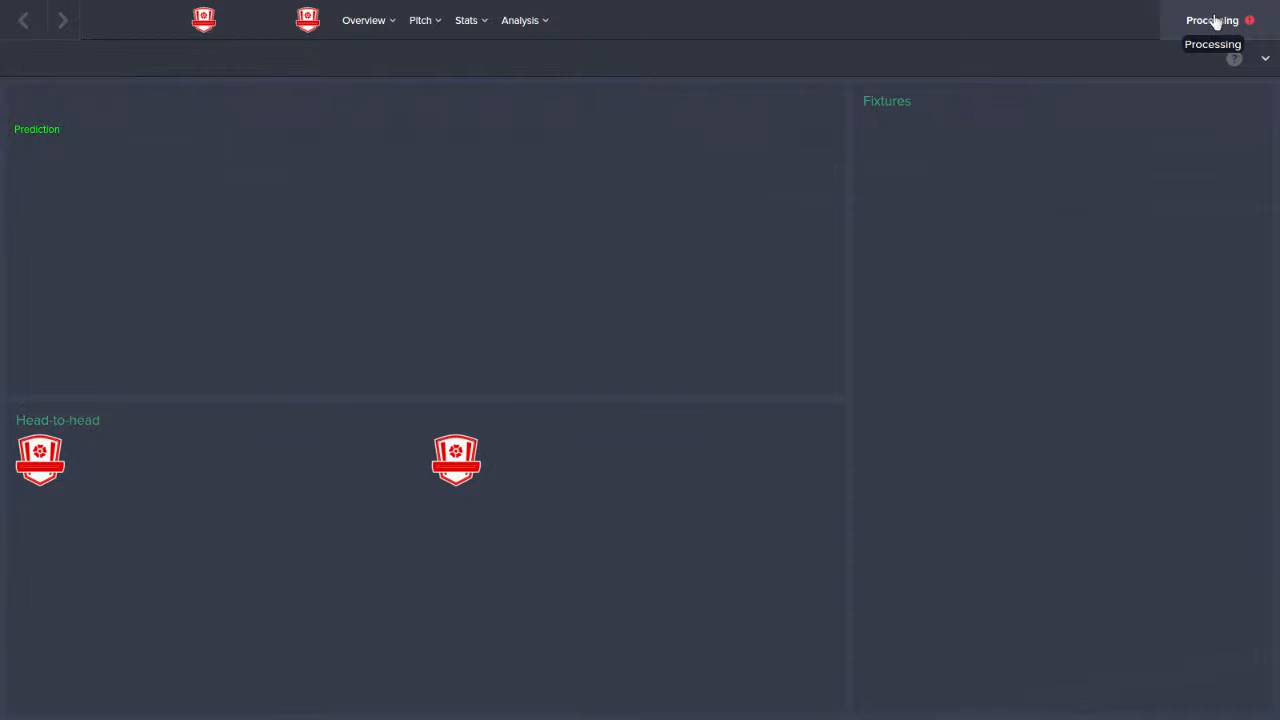 Overview Pitch Stats Analysis Processing
Processing
?
Fixtures
Prediction
Head-to-head